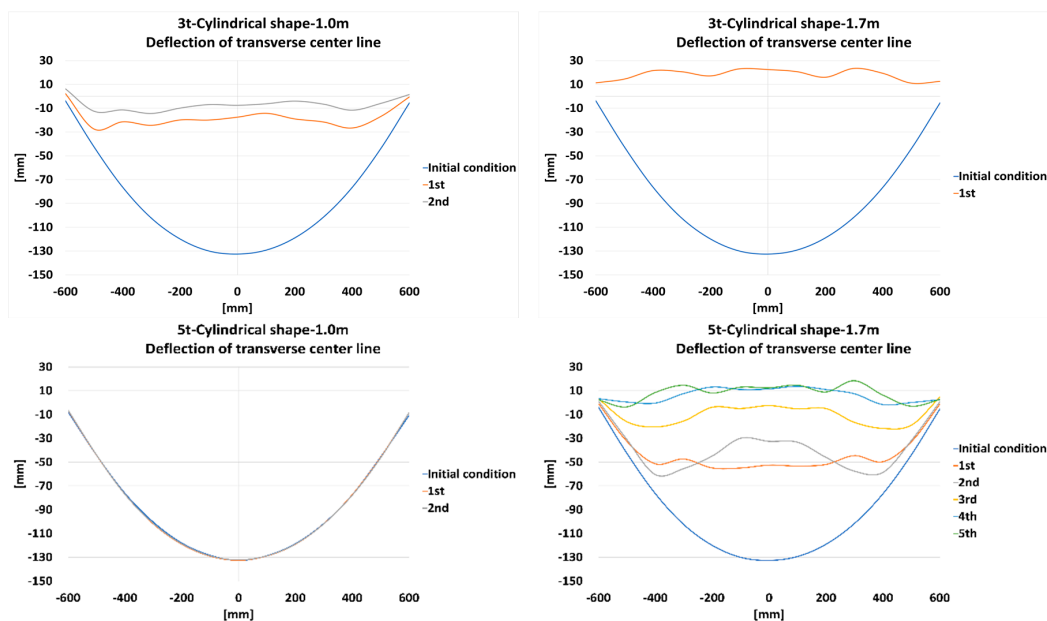 3t-Cylindrical shape-1.0m
Deflection of transverse center line
30
10
-10
-30
-50
-70
-90
-110
-130
-150
[mm]
-600 -400 -200 0 200 400 600
[mm]
Initial condition
1st
2nd
3t-Cylindrical shape-1.7m
Deflection of transverse center line
30
10
-10
-30
-50
-70
-90
-110
-130
-150
[mm]
-600 -400 -200 0 200 400 600
[mm]
Initial condition
1st
5t-Cylindrical shape-1.0m
Deflection of transverse center line
30
10
-10
-30
-50
-70
-90
-110
-130
-150
[mm]
-600 -400 -200 0 200 400 600
[mm]
Initial condition
1st
2nd
5t-Cylindrical shape-1.7m
Deflection of transverse center line
30
10
-10
-30
-50
-70
-90
-110
-130
-150
[mm]
-600 -400 -200 0 200 400 600
[mm]
Initial condition
1st
2nd
3rd
4th
5th